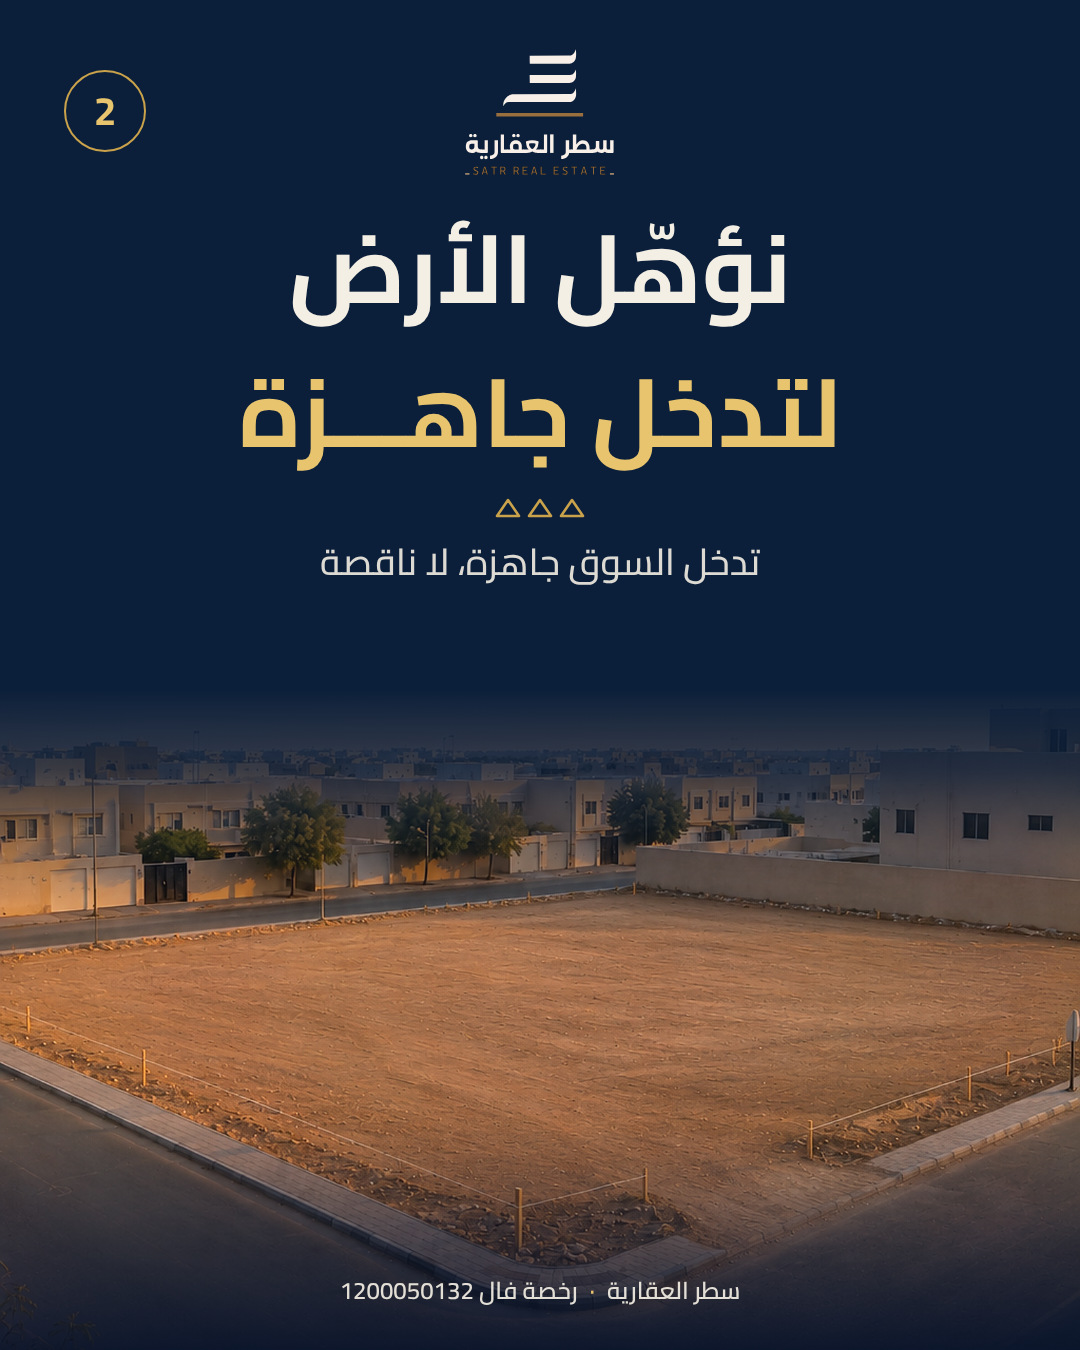 2
سطر العقارية
SATR REAL ESTATE
نؤهّل الأرض
لتدخل جاهـــزة
تدخل السوق جاهزة، لا ناقصة
سطر العقارية · رخصة فال 1200050132